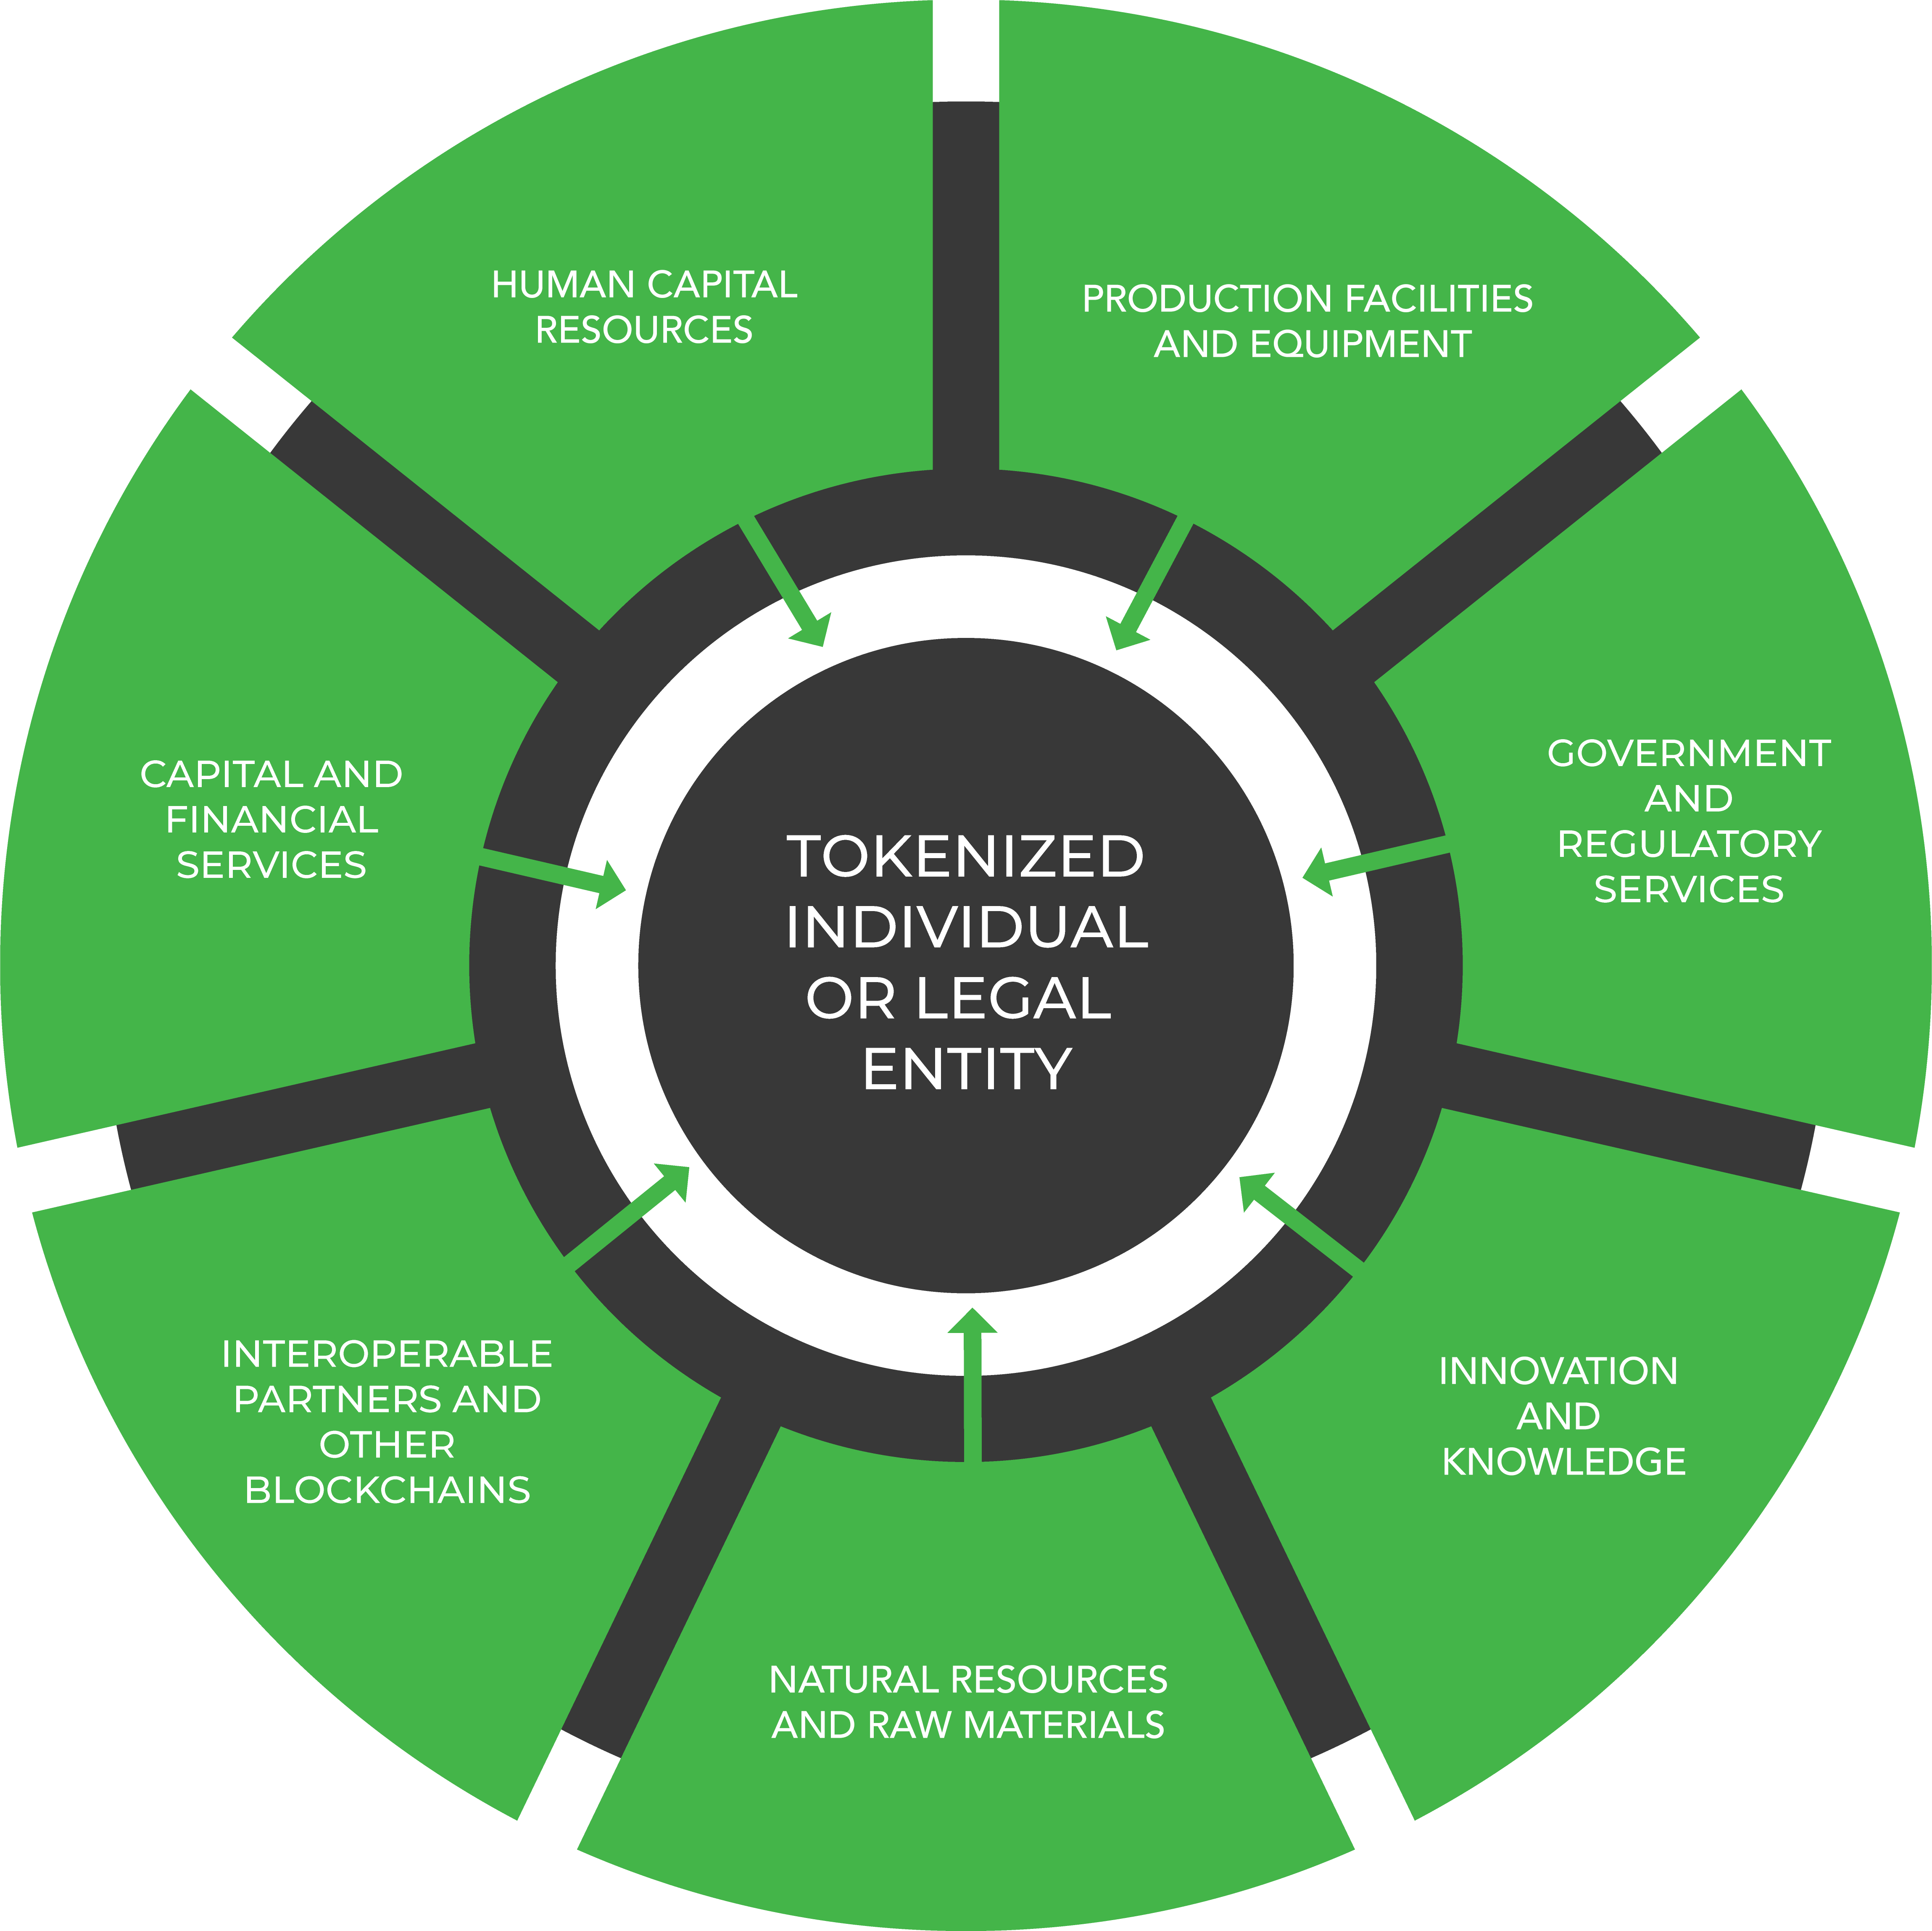 HUMAN CAPITAL
RESOURCES
PRODUCTION FACILITIES
AND EQUIPMENT
GOVERNMENT
AND
REGULATORY
SERVICES
INNOVATION
AND
KNOWLEDGE
NATURAL RESOURCES
AND RAW MATERIALS
INTEROPERABLE
PARTNERS AND
OTHER
BLOCKCHAINS
CAPITAL AND
FINANCIAL
SERVICES
TOKENIZED
INDIVIDUAL
OR LEGAL
ENTITY